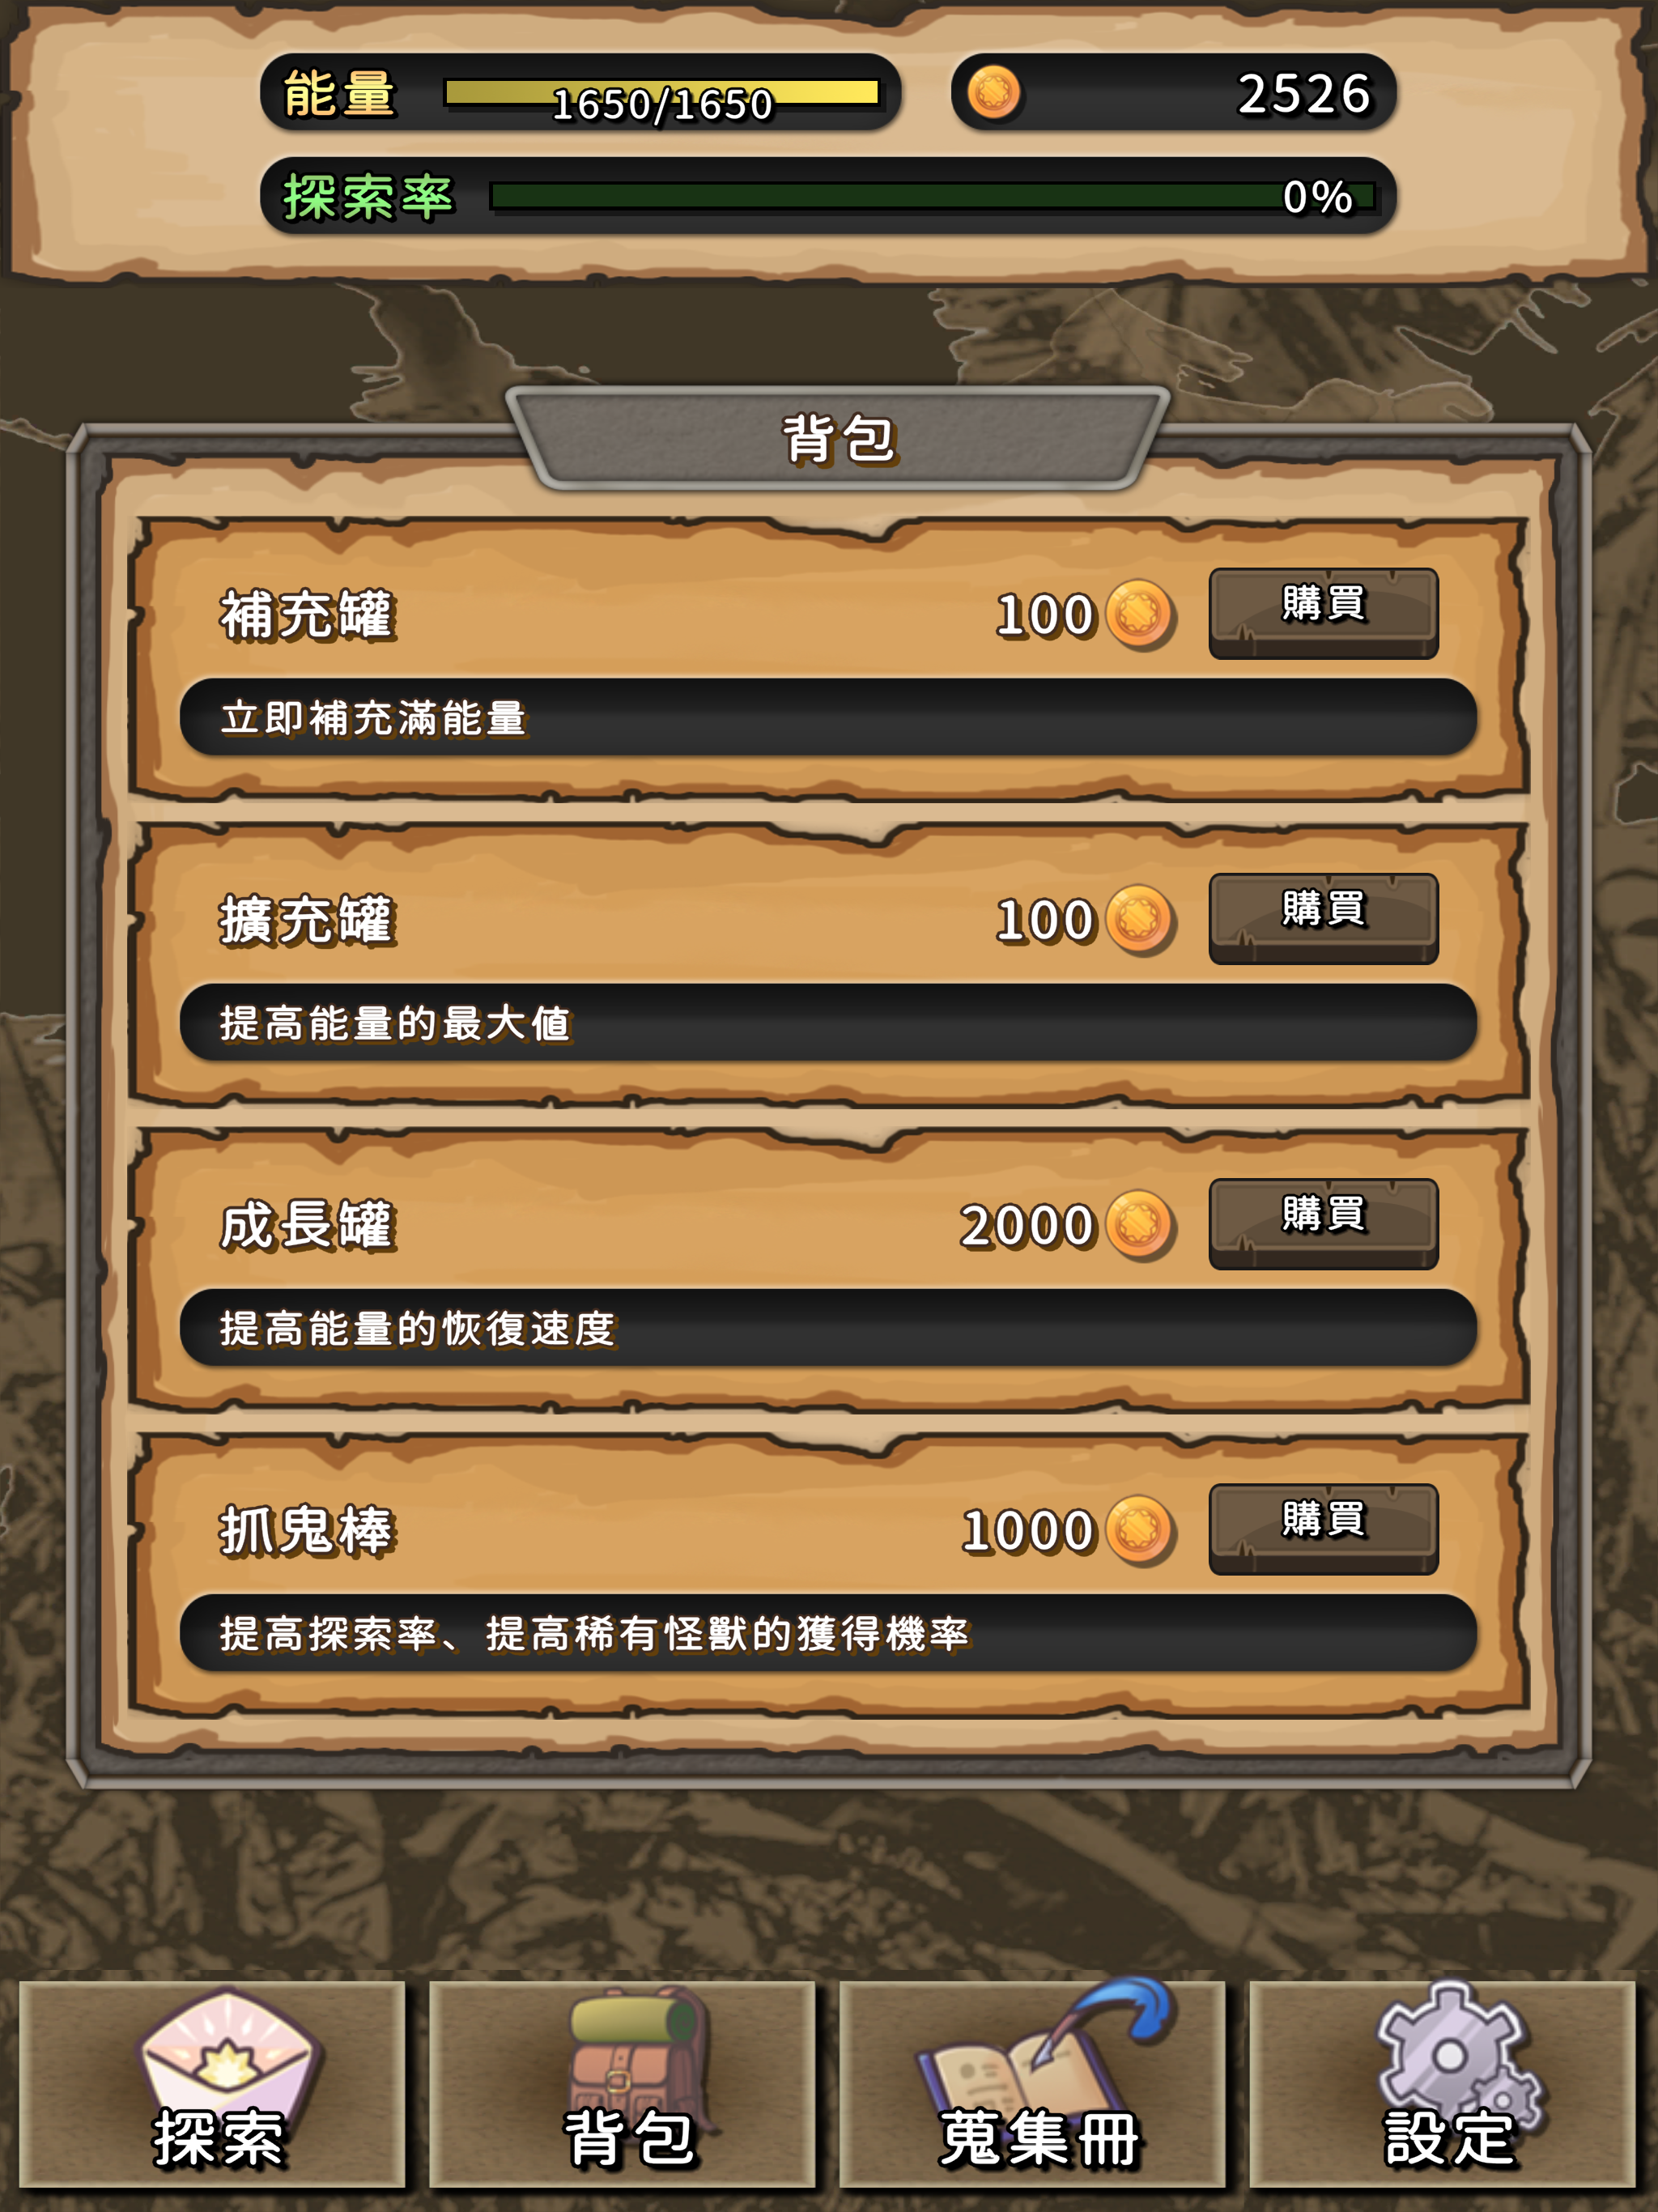 能量 1650/1650 2526
探索率 0%
背包
補充罐 100 購買
立即補充滿能量
擴充罐 100 購買
提高能量的最大值
成長罐 2000 購買
提高能量的恢復速度
抓鬼棒 1000 購買
提高探索率、提高稀有怪獸的獲得機率
探索 背包 蒐集冊 設定